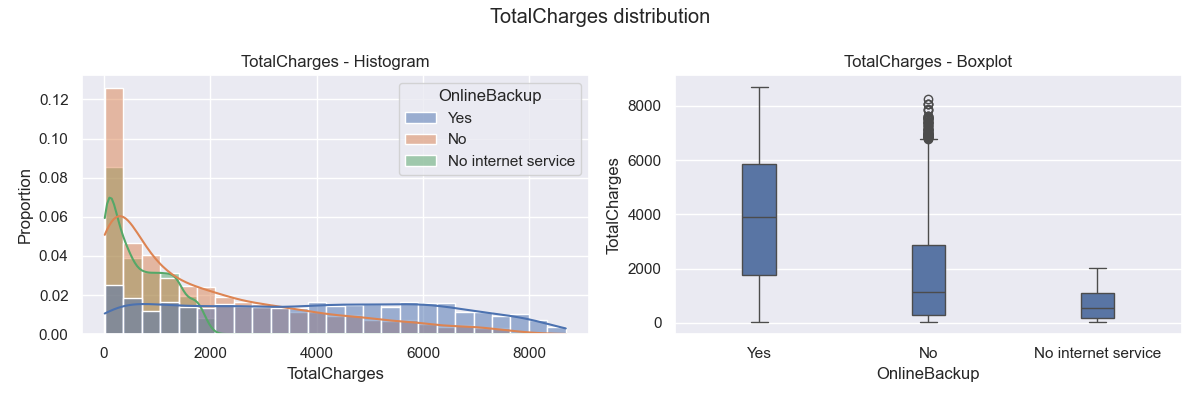 TotalCharges distribution
TotalCharges - Histogram
0.12
0.10
0.08
0.06
0.04
0.02
0.00
Proportion
OnlineBackup
Yes
No
No internet service
0 2000 4000 6000 8000
TotalCharges
TotalCharges - Boxplot
8000
6000
4000
2000
0
TotalCharges
Yes No No internet service
OnlineBackup